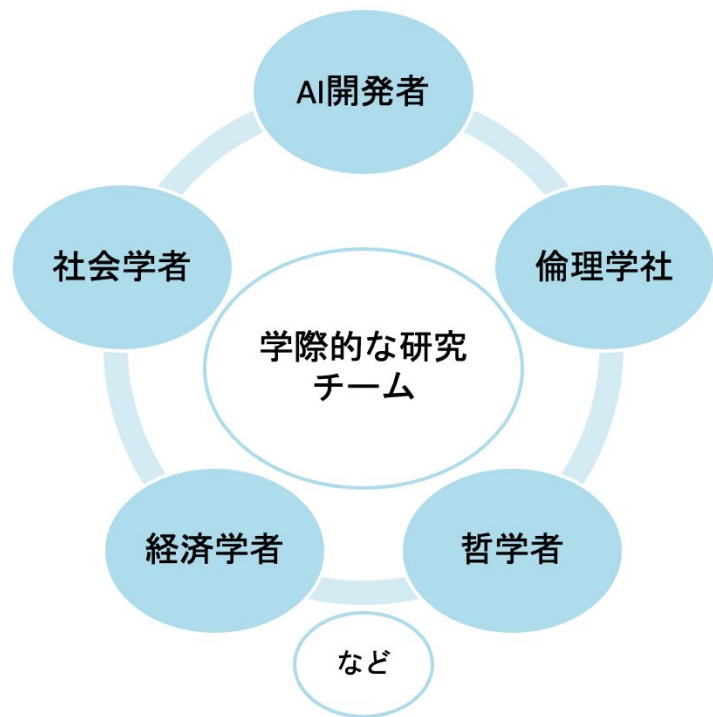 AI開発者
社会学者
倫理学社
学際的な研究
チーム
経済学者
哲学者
など